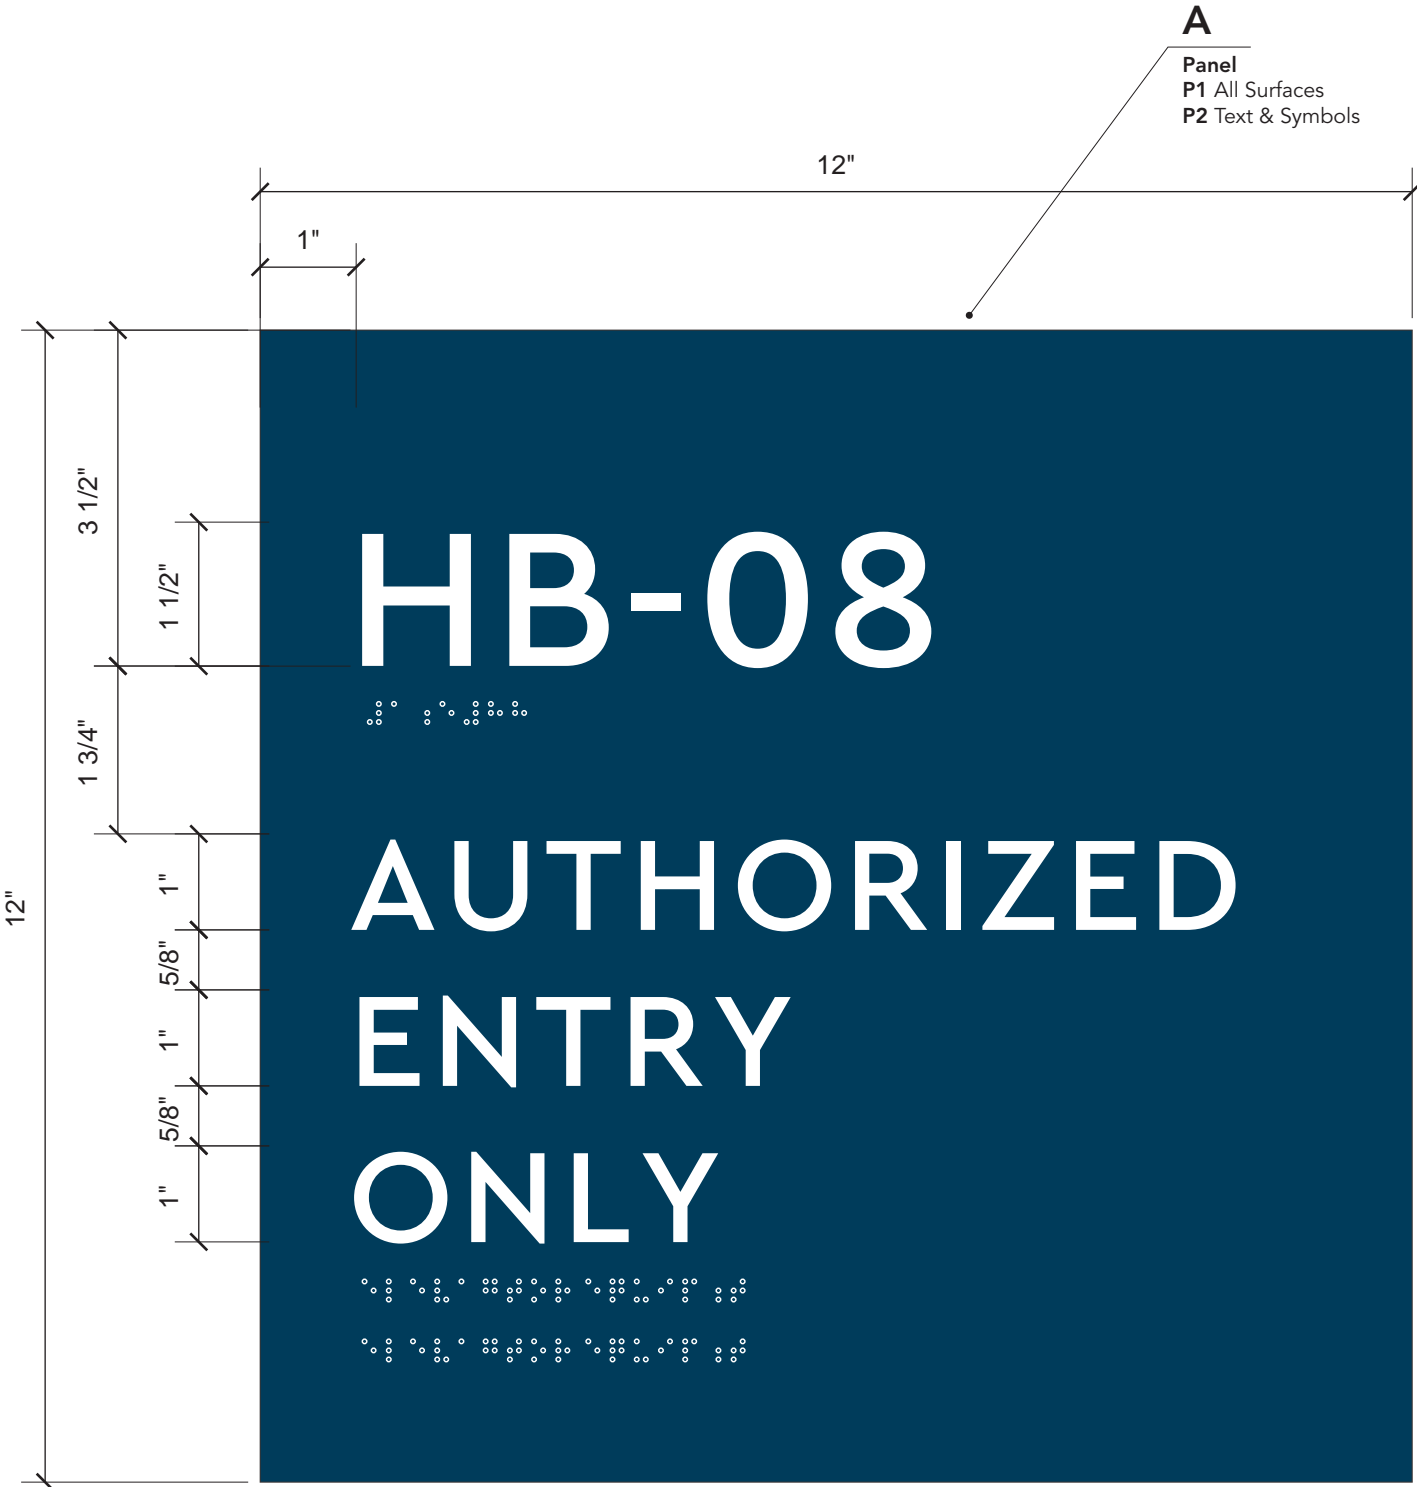 A
Panel
P1 All Surfaces
P2 Text & Symbols
12"
1"
3 1/2"
1 1/2"
1 3/4"
12"
1"
5/8"
1"
5/8"
1"
HB-08
AUTHORIZED
ENTRY
ONLY